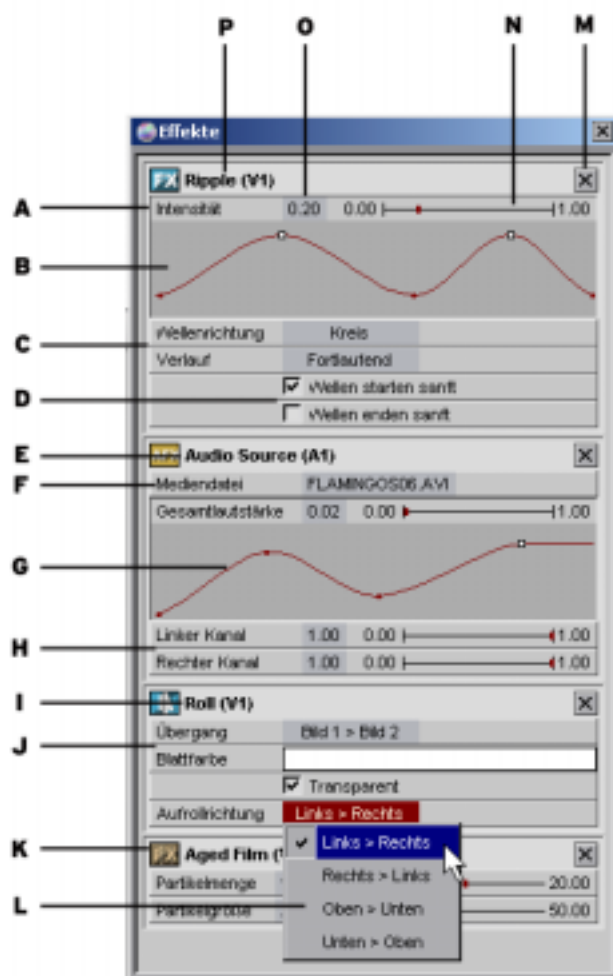 P O N M
Effekte
FX Ripple (V1)
A
Intensität 0.20 0.00 1.00
B
C
Wellenrichtung Kreis
Verlauf Fortlaufend
D
Wellen starten sanft
Wellen enden sanft
E
Audio Source (A1)
F
Mediendatei FLAMINGOS06.AVI
Gesamtlautstärke 0.02 0.00 1.00
G
H
Linker Kanal 1.00 0.00 1.00
Rechter Kanal 1.00 0.00 1.00
I
Roll (V1)
J
Übergang Bild 1 > Bild 2
Blattfarbe
Transparent
Aufrollrichtung Links > Rechts
Links > Rechts
K
Aged Film
Rechts > Links
Partikelmenge 20.00
L
Partikelgröße 50.00
Oben > Unten
Unten > Oben